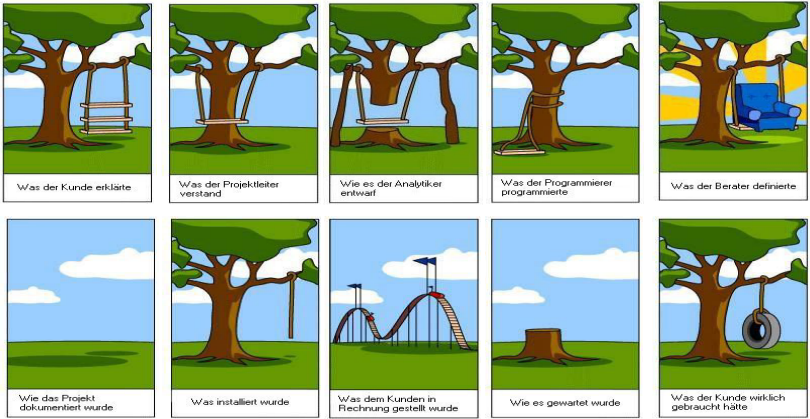 Was der Kunde erklärte
Was der Projektleiter
verstand
Wie es der Analytiker
entwarf
Was der Programmierer
programmierte
Was der Berater definierte
Wie das Projekt
dokumentiert wurde
Was installiert wurde
Was dem Kunden in
Rechnung gestellt wurde
Wie es gewartet wurde
Was der Kunde wirklich
gebraucht hätte